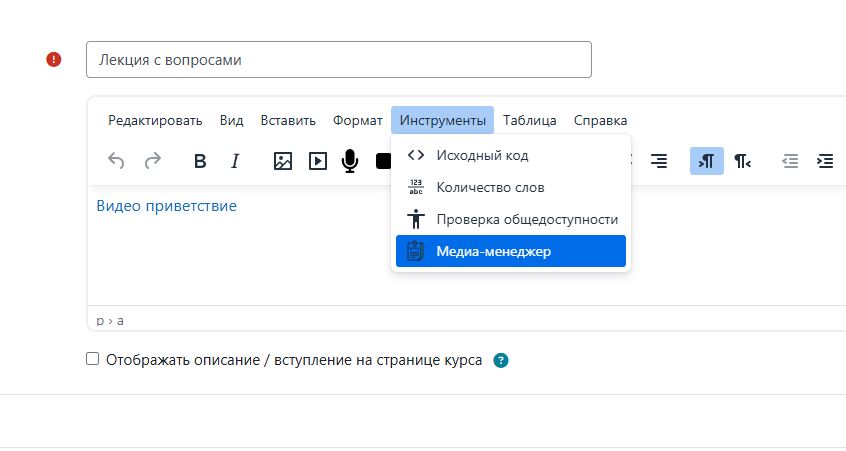 Лекция с вопросами
Редактировать Вид Вставить Формат Инструменты Таблица Справка
B I
Исходный код
123 abc Количество слов
Проверка общедоступности
Медиа-менеджер
Видео приветствие
p › a
Отображать описание / вступление на странице курса ?